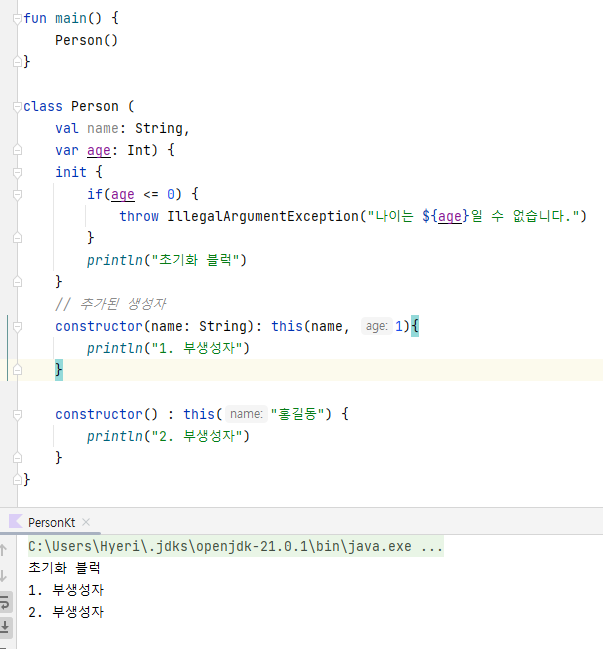 fun main() {
    Person()
}
class Person (
    val name: String,
    var age: Int) {
    init {
        if(age <= 0) {
            throw IllegalArgumentException("나이는 ${age}일 수 없습니다.")
        }
        println("초기화 블럭")
    }
    // 추가된 생성자
    constructor(name: String): this(name, age: 1){
        println("1. 부생성자")
    }
    constructor() : this( name: "홍길동") {
        println("2. 부생성자")
    }
}
PersonKt ×
C:\Users\Hyeri\.jdks\openjdk-21.0.1\bin\java.exe ...
초기화 블럭
1. 부생성자
2. 부생성자